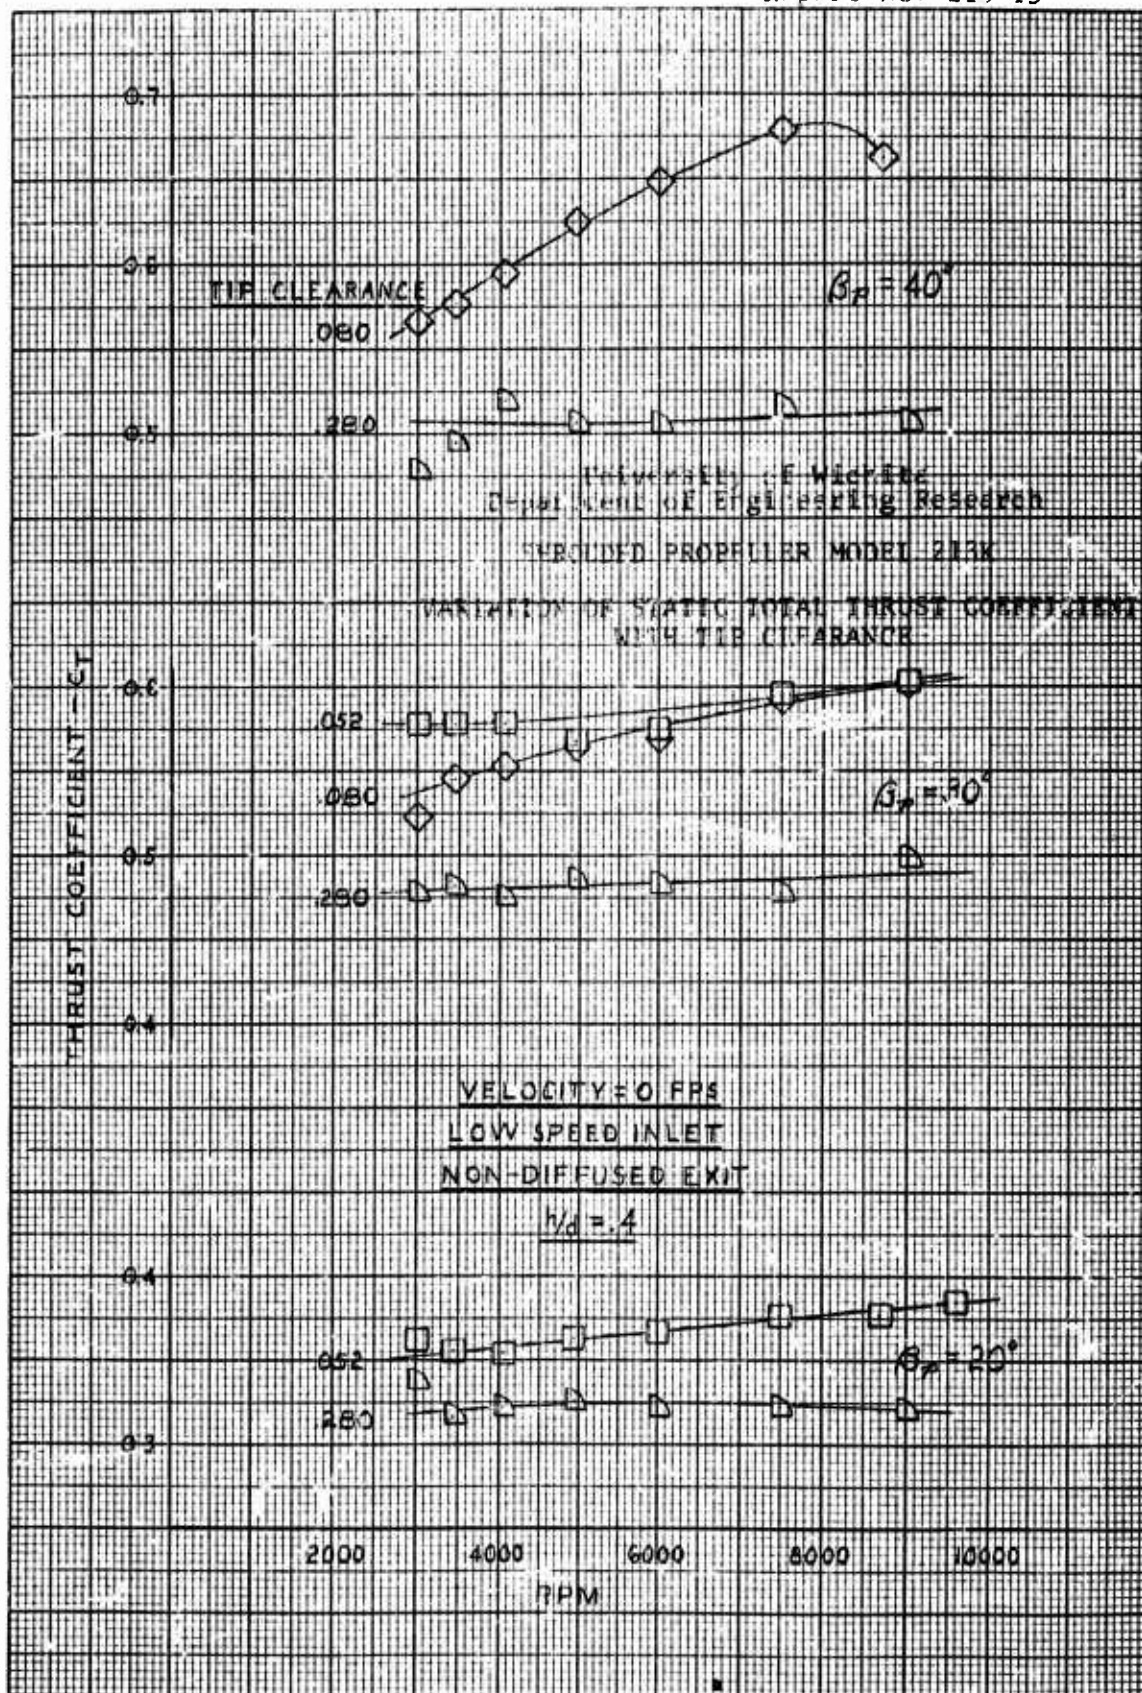 0.7
0.6
TIP CLEARANCE
.080
βp = 40°
.280
0.5
University of Wichita
Department of Engineering Research
SHROUDED PROPELLER MODEL 213K
VARIATION OF STATIC TOTAL THRUST COEFFICIENT
WITH TIP CLEARANCE
THRUST COEFFICIENT - CT
0.6
.052
.080
βp = 30°
0.5
.280
0.4
VELOCITY = 0 FPS
LOW SPEED INLET
NON-DIFFUSED EXIT
h/d = .4
0.4
.052
βp = 20°
.280
0.3
2000 4000 6000 8000 10000
RPM